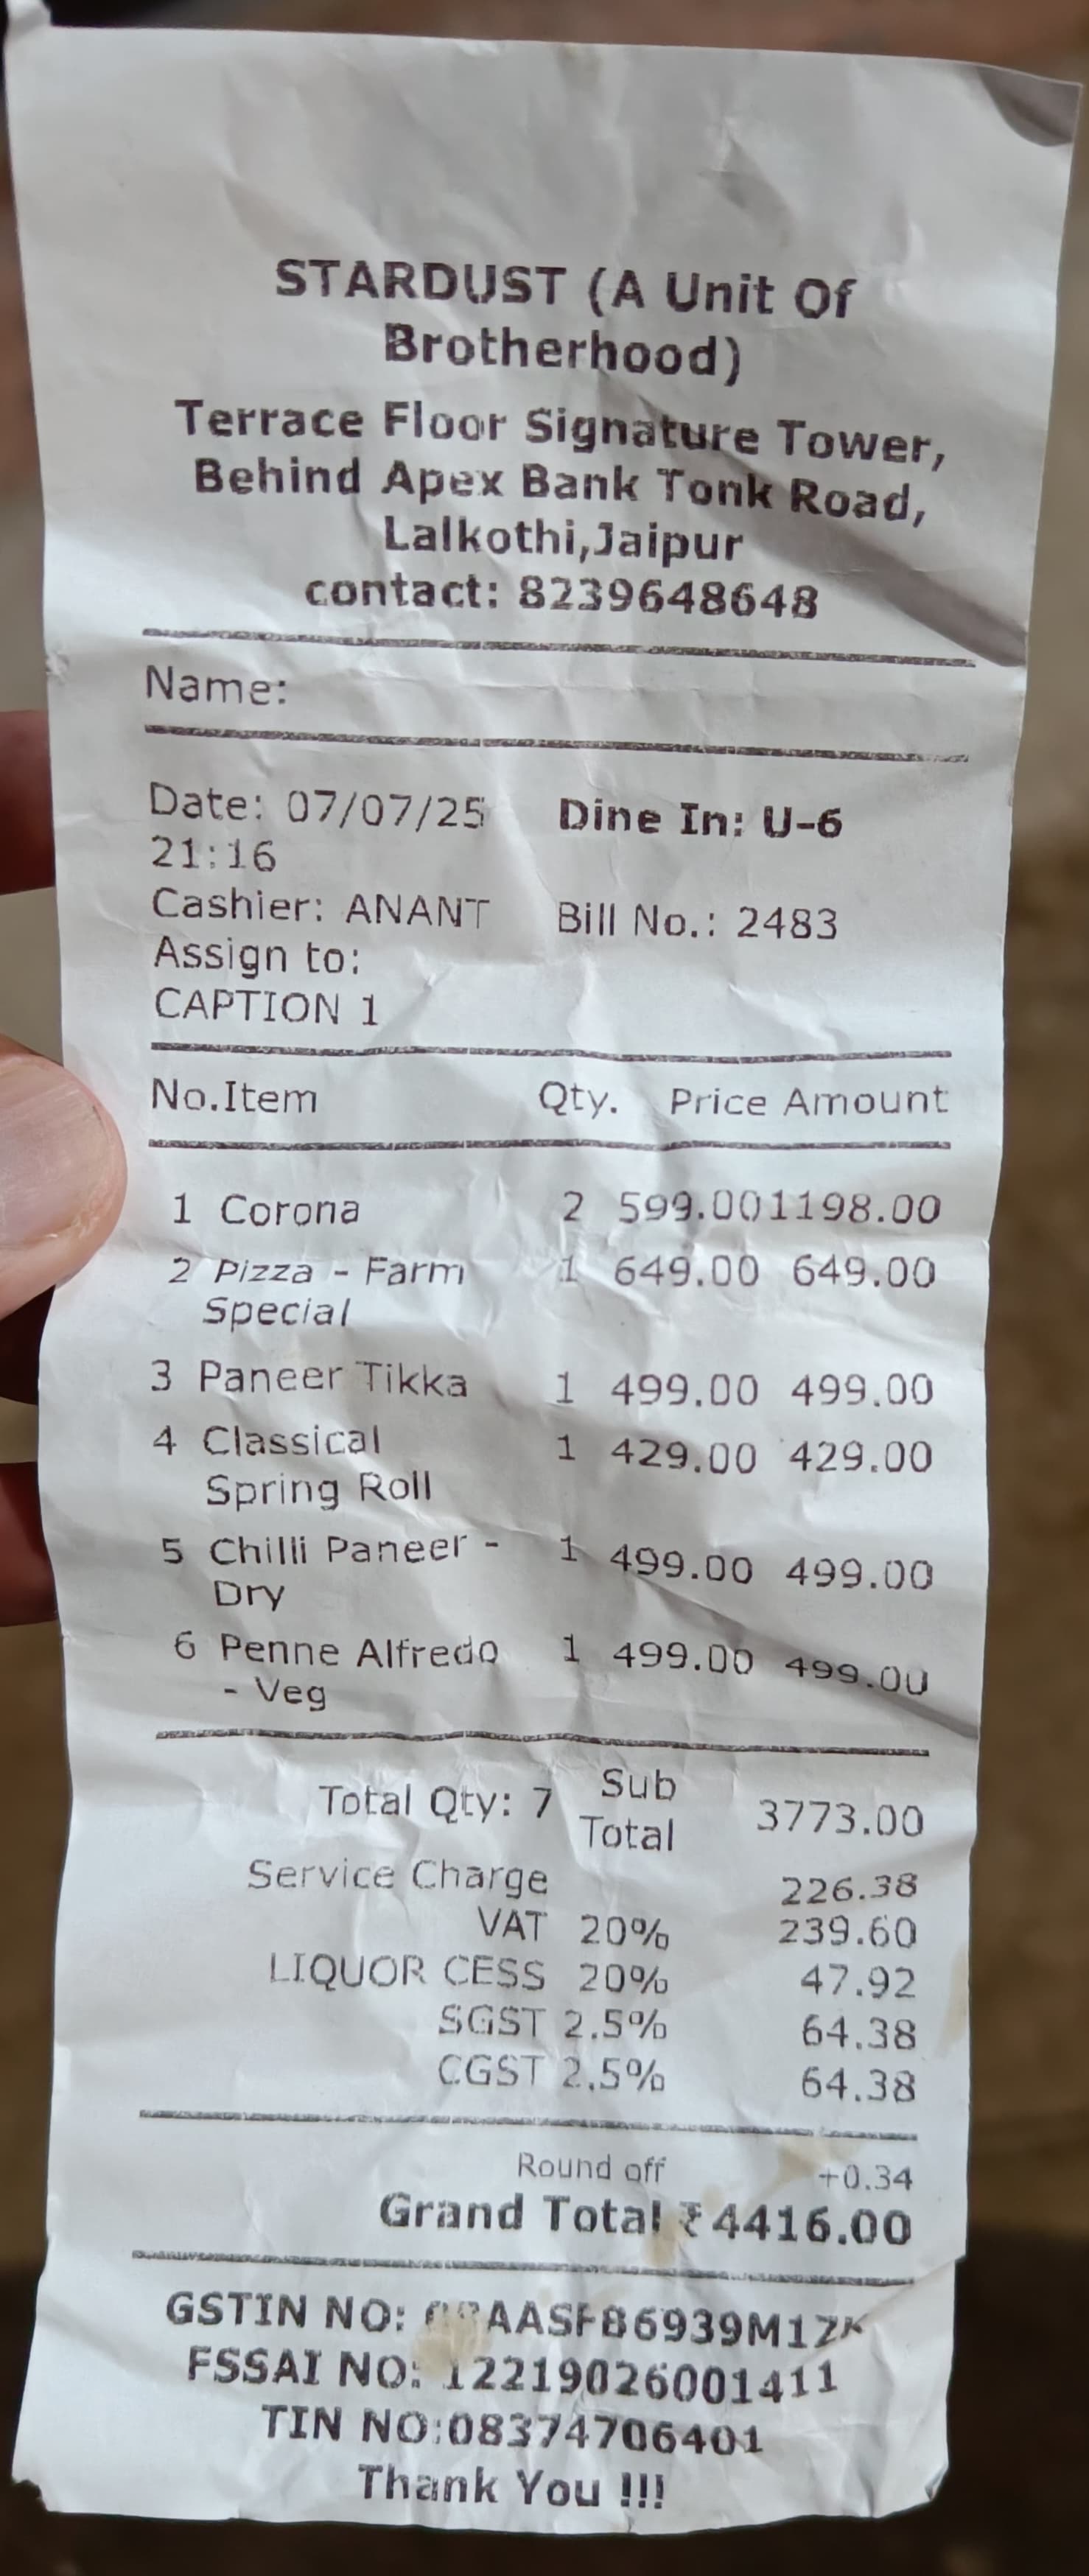 STARDUST (A Unit Of
Brotherhood)
Terrace Floor Signature Tower,
Behind Apex Bank Tonk Road,
Lalkothi,Jaipur
contact: 8239648648
Name:
Date: 07/07/25 Dine In: U-6
21:16
Cashier: ANANT Bill No.: 2483
Assign to:
CAPTION 1
No.Item Qty. Price Amount
1 Corona 2 599.001198.00
2 Pizza - Farm 1 649.00 649.00
Special
3 Paneer Tikka 1 499.00 499.00
4 Classical 1 429.00 429.00
Spring Roll
5 Chilli Paneer - 1 499.00 499.00
Dry
6 Penne Alfredo 1 499.00 499.00
- Veg
Total Qty: 7 Sub Total 3773.00
Service Charge 226.38
VAT 20% 239.60
LIQUOR CESS 20% 47.92
SGST 2.5% 64.38
CGST 2.5% 64.38
Round off +0.34
Grand Total ₹4416.00
GSTIN NO:
FSSAI NO: 12219026001411
TIN NO:08374706401
Thank You !!!